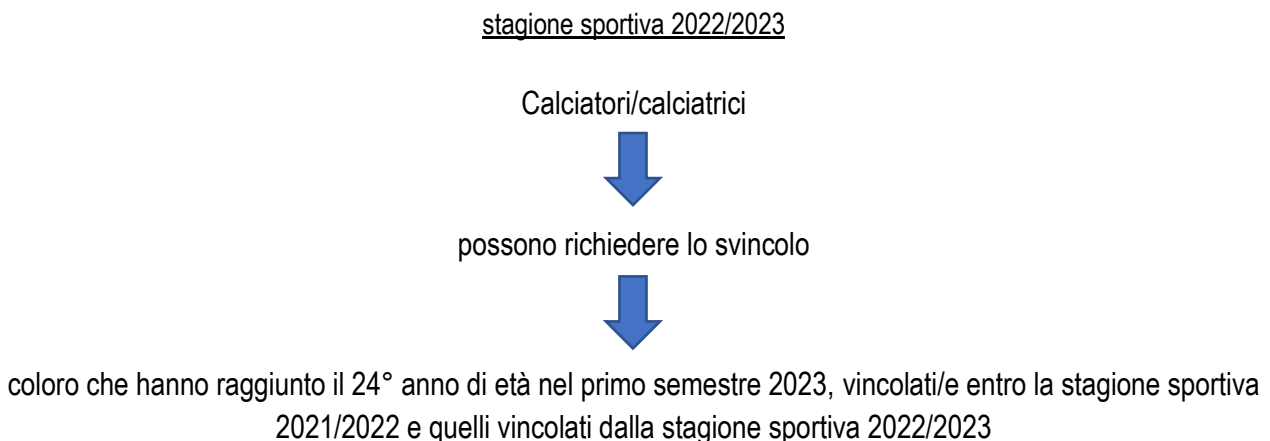 stagione sportiva 2022/2023
Calciatori/calciatrici
possono richiedere lo svincolo
coloro che hanno raggiunto il 24° anno di età nel primo semestre 2023, vincolati/e entro la stagione sportiva
2021/2022 e quelli vincolati dalla stagione sportiva 2022/2023